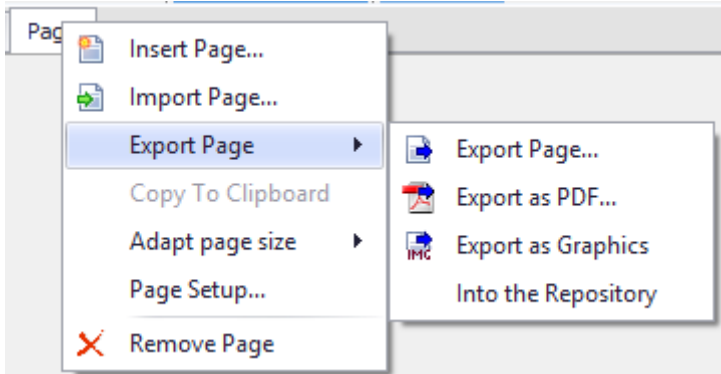 Insert Page...
Import Page...
Export Page
Copy To Clipboard
Adapt page size
Page Setup...
Remove Page
Export Page...
Export as PDF...
Export as Graphics
Into the Repository